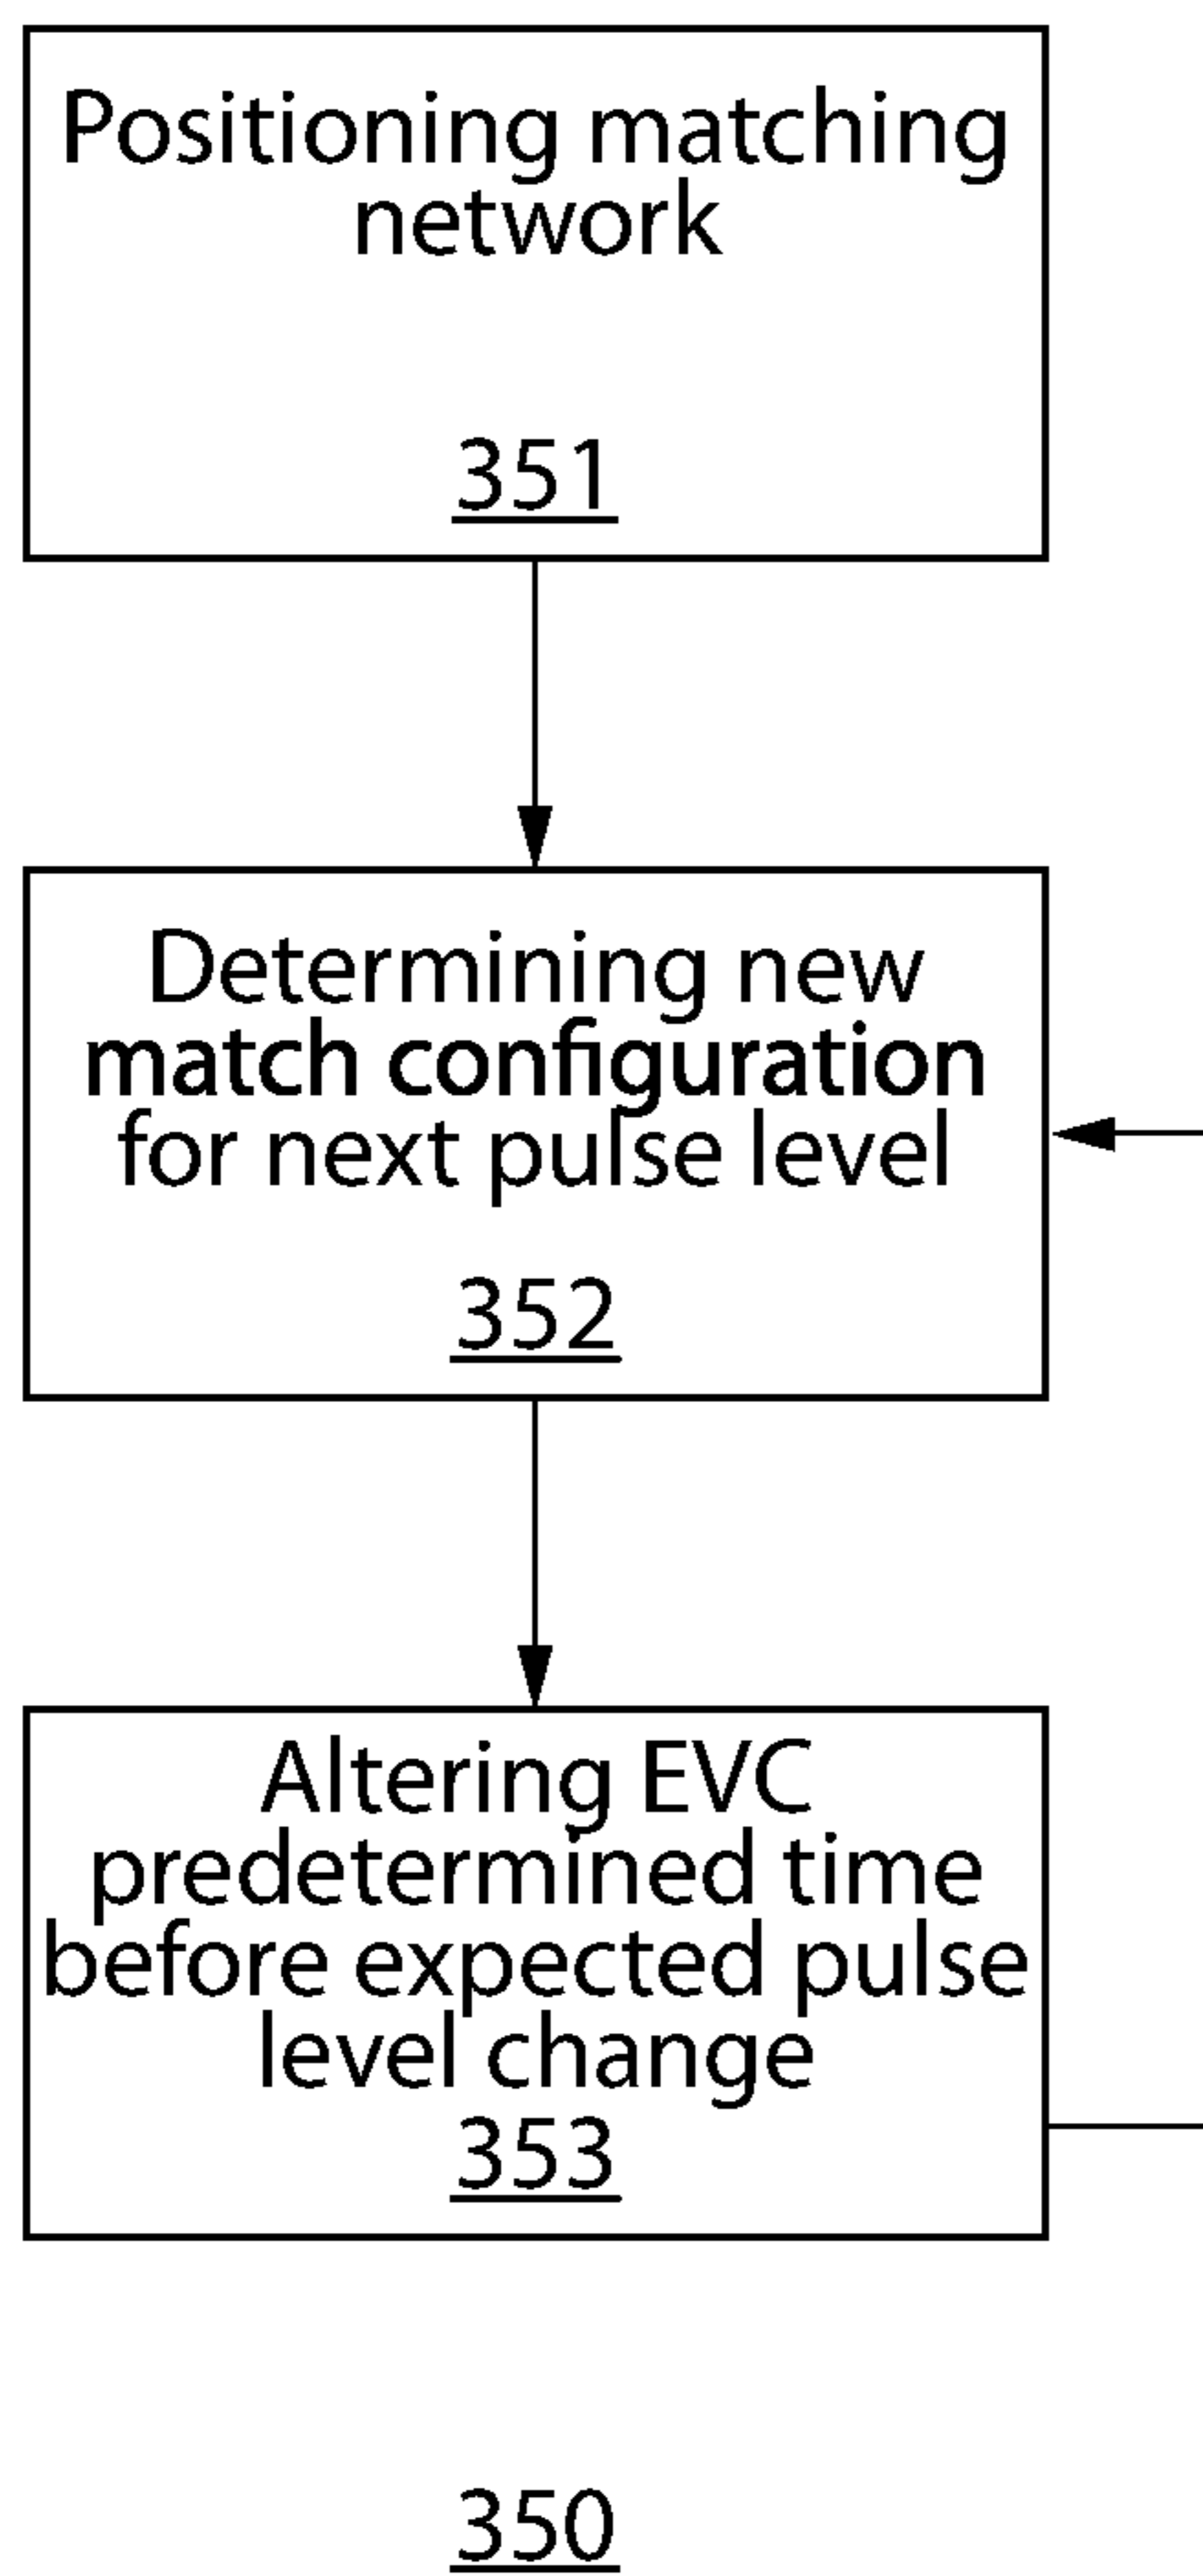 Positioning matching
network
351
Determining new
match configuration
for next pulse level
352
Altering EVC
predetermined time
before expected pulse
level change
353
350